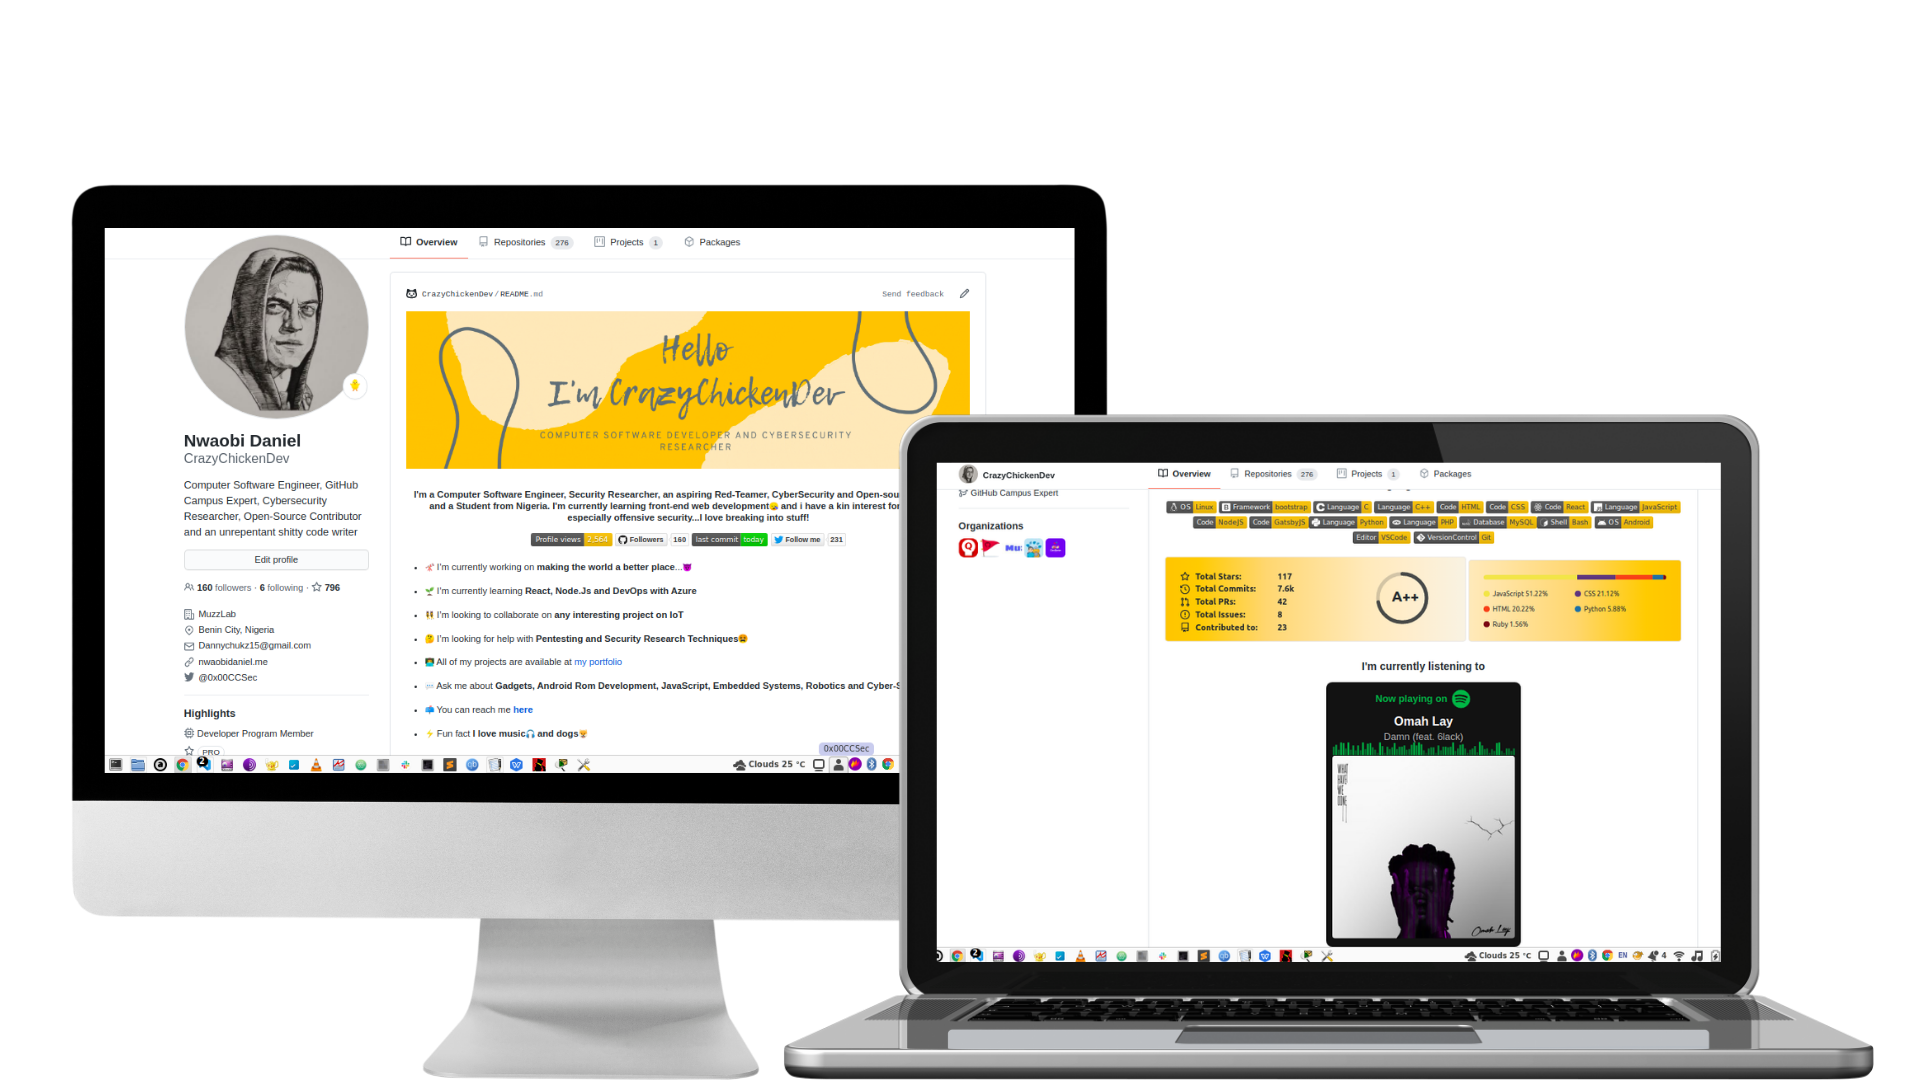 Overview Repositories 276 Projects 1 Packages
CrazyChickenDev/README.md Send feedback
Hello
I'm CrazyChickenDev
COMPUTER SOFTWARE DEVELOPER AND CYBERSECURITY
RESEARCHER
Nwaobi Daniel
CrazyChickenDev
Computer Software Engineer, GitHub
Campus Expert, Cybersecurity
Researcher, Open-Source Contributor
and an unrepentant shitty code writer
Edit profile
160 followers · 6 following · 796
MuzzLab
Benin City, Nigeria
Dannychukz15@gmail.com
nwaobidaniel.me
@0x00CCSec
Highlights
Developer Program Member
PRO
I'm a Computer Software Engineer, Security Researcher, an aspiring Red-Teamer, CyberSecurity and Open-sou
and a Student from Nigeria. I'm currently learning front-end web development and i have a kin interest for
especially offensive security...I love breaking into stuff!
Profile views 2,564 Followers 160 last commit today Follow me 231
I'm currently working on making the world a better place...
I'm currently learning React, Node.Js and DevOps with Azure
I'm looking to collaborate on any interesting project on IoT
I'm looking for help with Pentesting and Security Research Techniques
All of my projects are available at my portfolio
Ask me about Gadgets, Android Rom Development, JavaScript, Embedded Systems, Robotics and Cyber-S
You can reach me here
Fun fact I love music and dogs
0x00CCSec
2 Clouds 25 °C
CrazyChickenDev Overview Repositories 276 Projects 1 Packages
GitHub Campus Expert
Organizations
Mu:
OS Linux Framework bootstrap Language C Language C++ Code HTML Code CSS Code React Language JavaScript
Code NodeJS Code GatsbyJS Language Python Language PHP Database MySQL Shell Bash OS Android
Editor VSCode VersionControl Git
Total Stars: 117
Total Commits: 7.6k
Total PRs: 42
Total Issues: 8
Contributed to: 23
A++
JavaScript 51.22% CSS 21.12%
HTML 20.22% Python 5.88%
Ruby 1.56%
I'm currently listening to
Now playing on
Omah Lay
Damn (feat. 6lack)
WHAT
HAVE
WE
DONE
Omah Lay
2 Clouds 25 °C EN 4